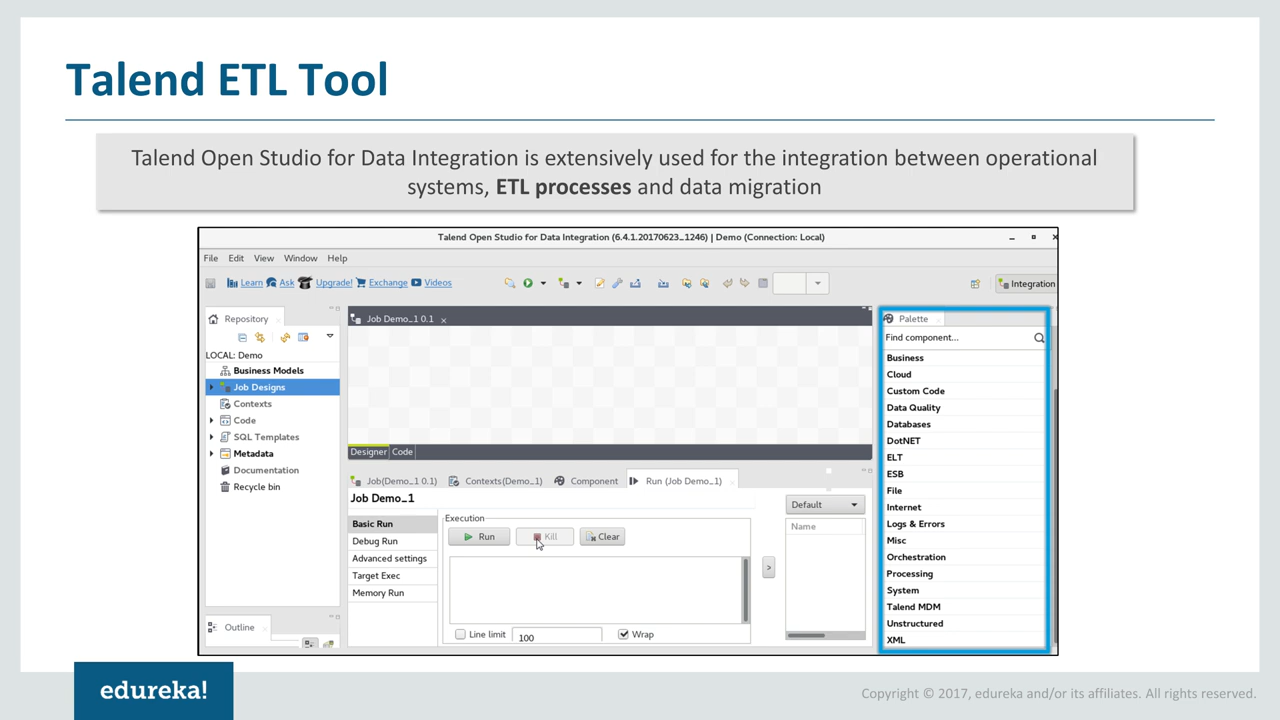 Talend ETL Tool
Talend Open Studio for Data Integration is extensively used for the integration between operational
systems, ETL processes and data migration
Talend Open Studio for Data Integration (6.4.1.20170623_1246) | Demo (Connection: Local)
File Edit View Window Help
Learn Ask Upgrade! Exchange Videos
Integration
Repository
LOCAL: Demo
Business Models
Job Designs
Contexts
Code
SQL Templates
Metadata
Documentation
Recycle bin
Outline
Job Demo_1 0.1
Designer Code
Job(Demo_1 0.1) Contexts(Demo_1) Component Run (Job Demo_1)
Job Demo_1
Basic Run
Debug Run
Advanced settings
Target Exec
Memory Run
Execution
Run Kill Clear
Line limit 100 Wrap
Default
Name
>
Palette
Find component...
Business
Cloud
Custom Code
Data Quality
Databases
DotNET
ELT
ESB
File
Internet
Logs & Errors
Misc
Orchestration
Processing
System
Talend MDM
Unstructured
XML
edureka!
Copyright © 2017, edureka and/or its affiliates. All rights reserved.